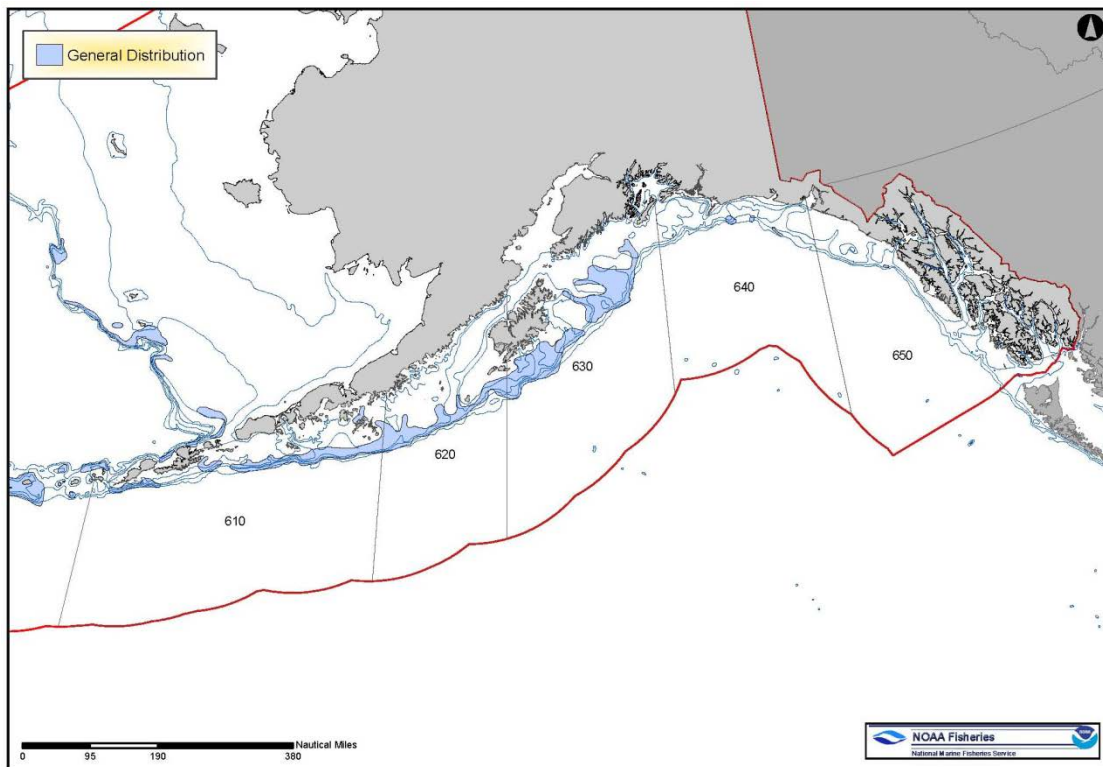 General Distribution
640
650
630
620
610
Nautical Miles
0 95 190 380
NOAA Fisheries
National Marine Fisheries Service